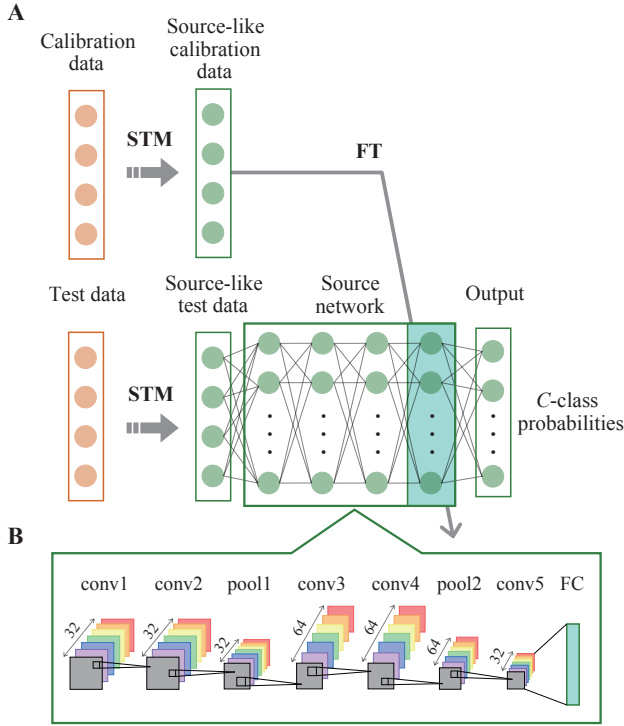 A
Calibration
data
Source-like
calibration
data
STM
FT
Test data
Source-like
test data
Source
network
Output
STM
C-class
probabilities
B
conv1 conv2 pool1 conv3 conv4 pool2 conv5 FC
32 32 32 64 64 64 32